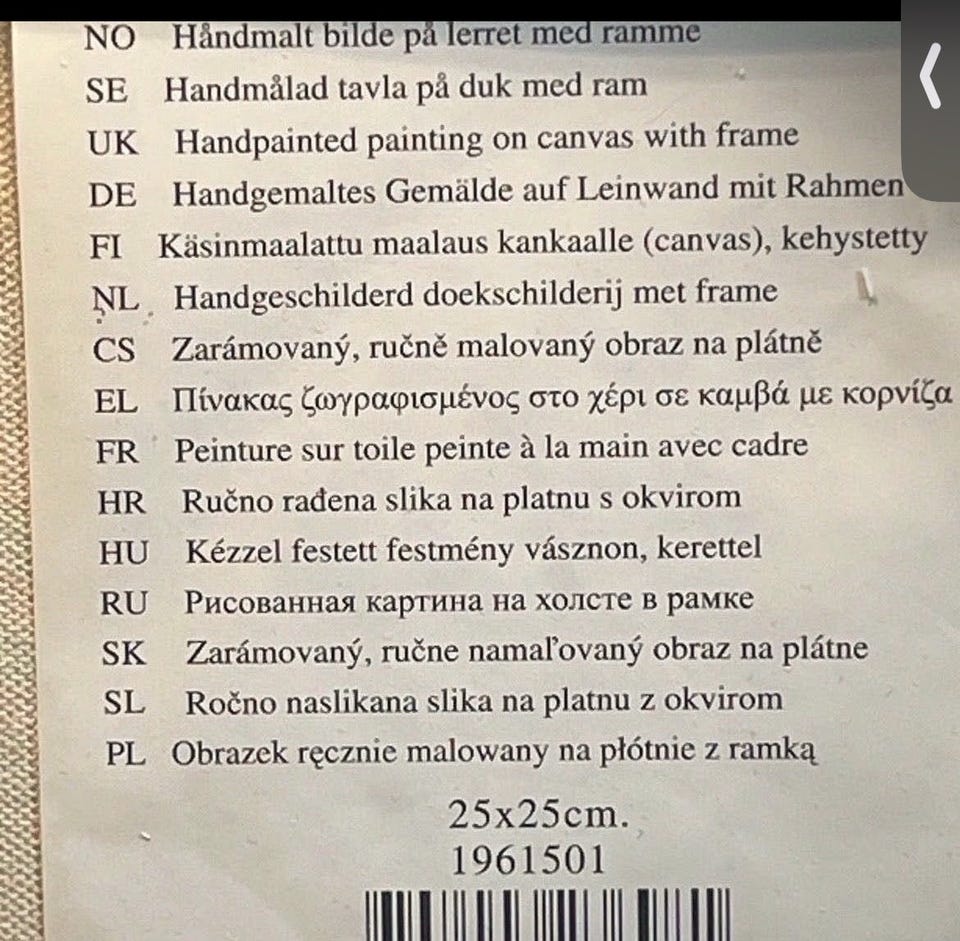 NO Håndmalt bilde på lerret med ramme
SE Handmålad tavla på duk med ram
UK Handpainted painting on canvas with frame
DE Handgemaltes Gemälde auf Leinwand mit Rahmen
FI Käsinmaalattu maalaus kankaalle (canvas), kehystetty
NL Handgeschilderd doekschilderij met frame
CS Zarámovaný, ručně malovaný obraz na plátně
EL Πίνακας ζωγραφισμένος στο χέρι σε καμβά με κορνίζα
FR Peinture sur toile peinte à la main avec cadre
HR Ručno rađena slika na platnu s okvirom
HU Kézzel festett festmény vásznon, kerettel
RU Рисованная картина на холсте в рамке
SK Zarámovaný, ručne namaľovaný obraz na plátne
SL Ročno naslikana slika na platnu z okvirom
PL Obrazek ręcznie malowany na płótnie z ramką
25x25cm.
1961501